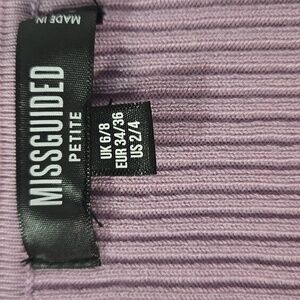 MISSGUIDED
PETITE
MADE IN
UK 6/8
EUR 34/36
US 2/4